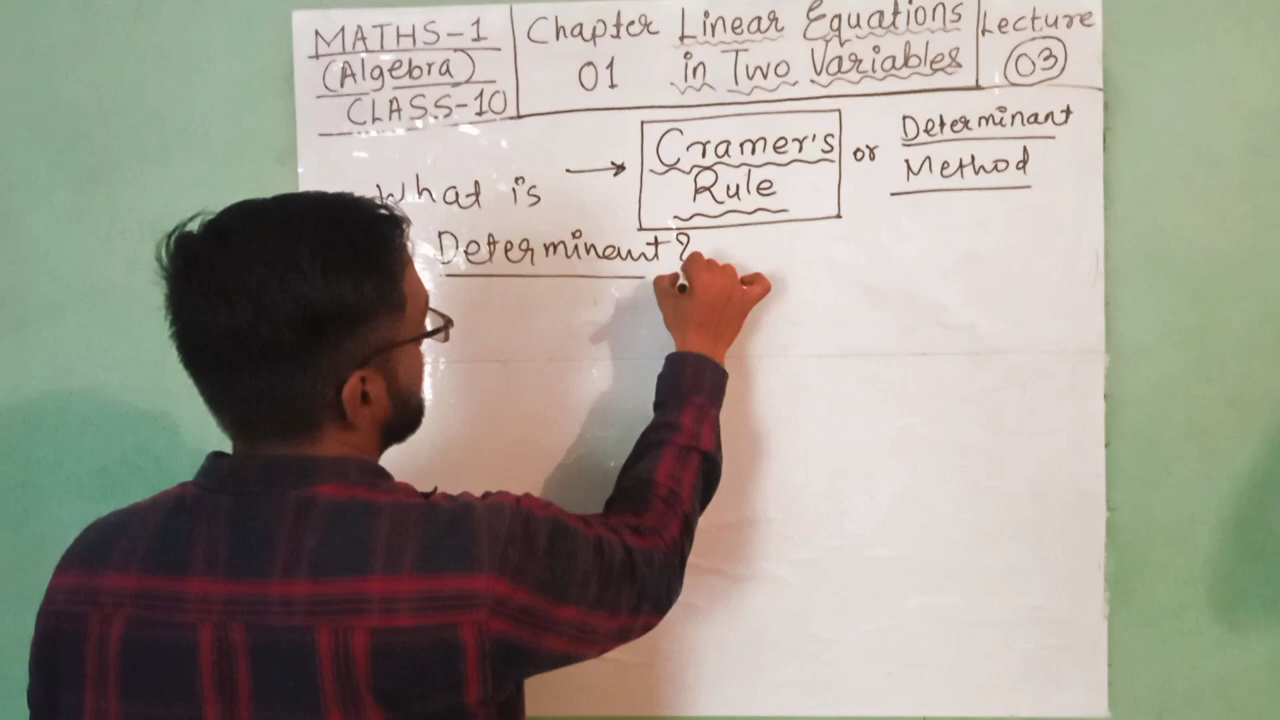 MATHS-1
(Algebra)
CLASS-10
Chapter
01
Linear Equations
in Two Variables
Lecture
03
→ Cramer's
Rule
or
Determinant
Method
What is
Determinant?